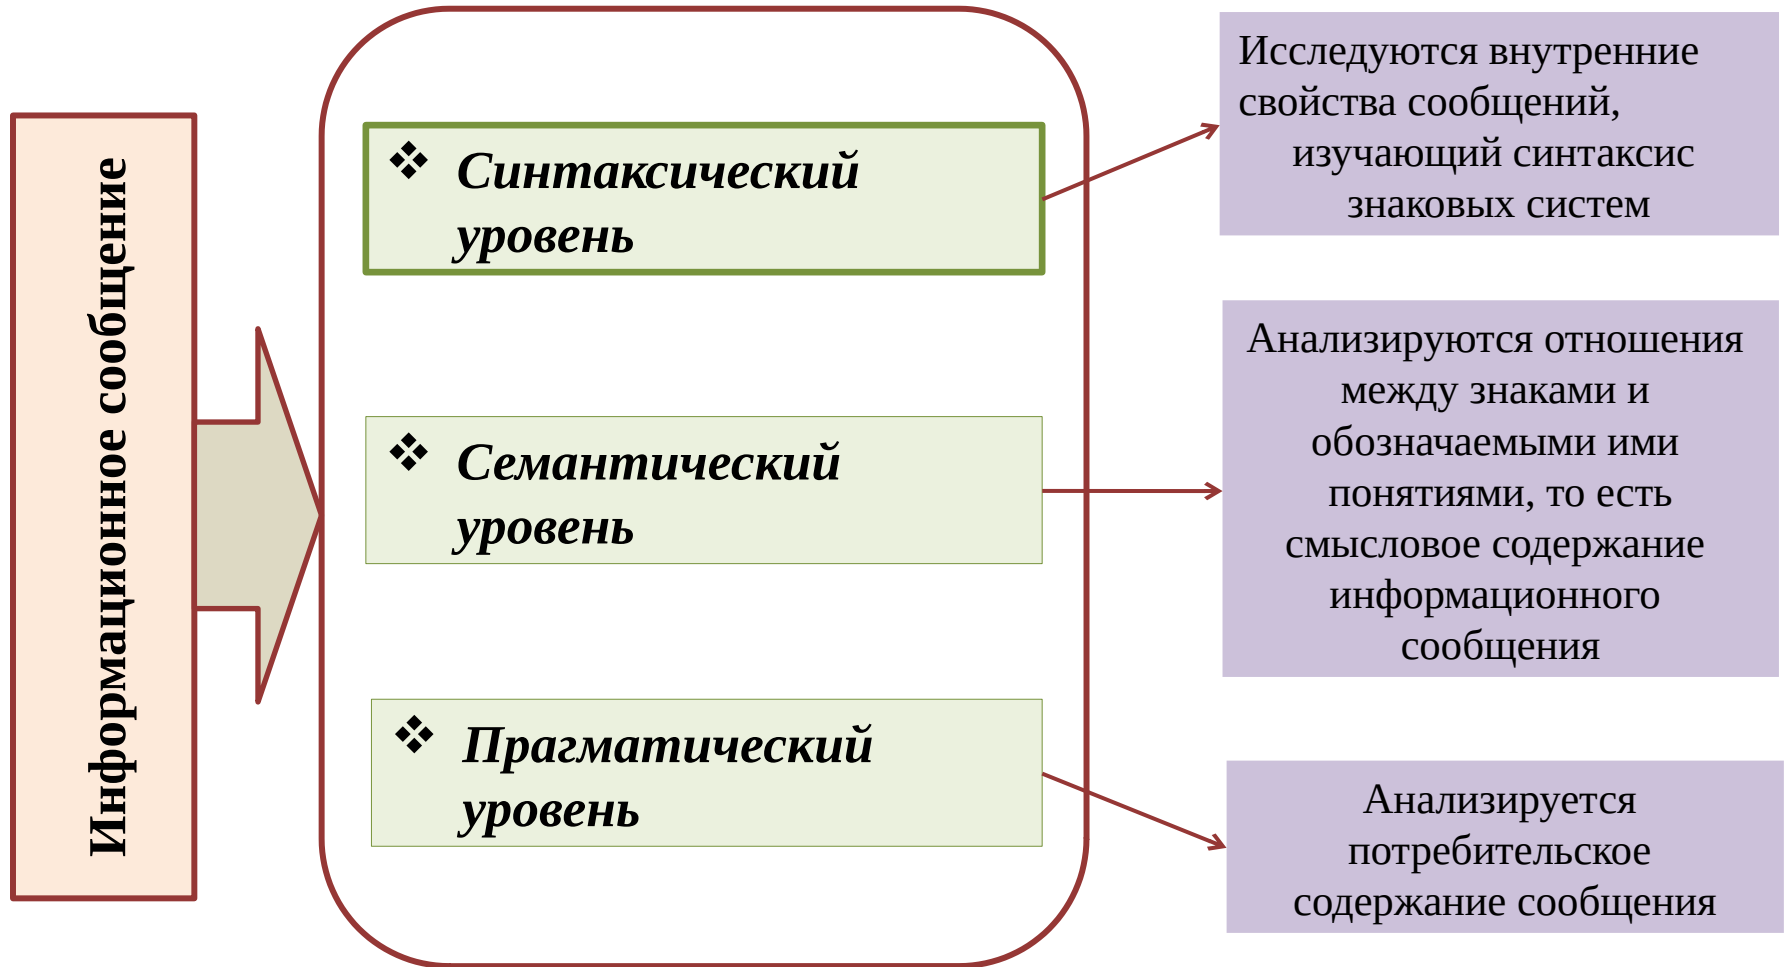 Информационное сообщение
Синтаксический
уровень
Исследуются внутренние
свойства сообщений,
изучающий синтаксис
знаковых систем
Семантический
уровень
Анализируются отношения
между знаками и
обозначаемыми ими
понятиями, то есть
смысловое содержание
информационного
сообщения
Прагматический
уровень
Анализируется
потребительское
содержание сообщения